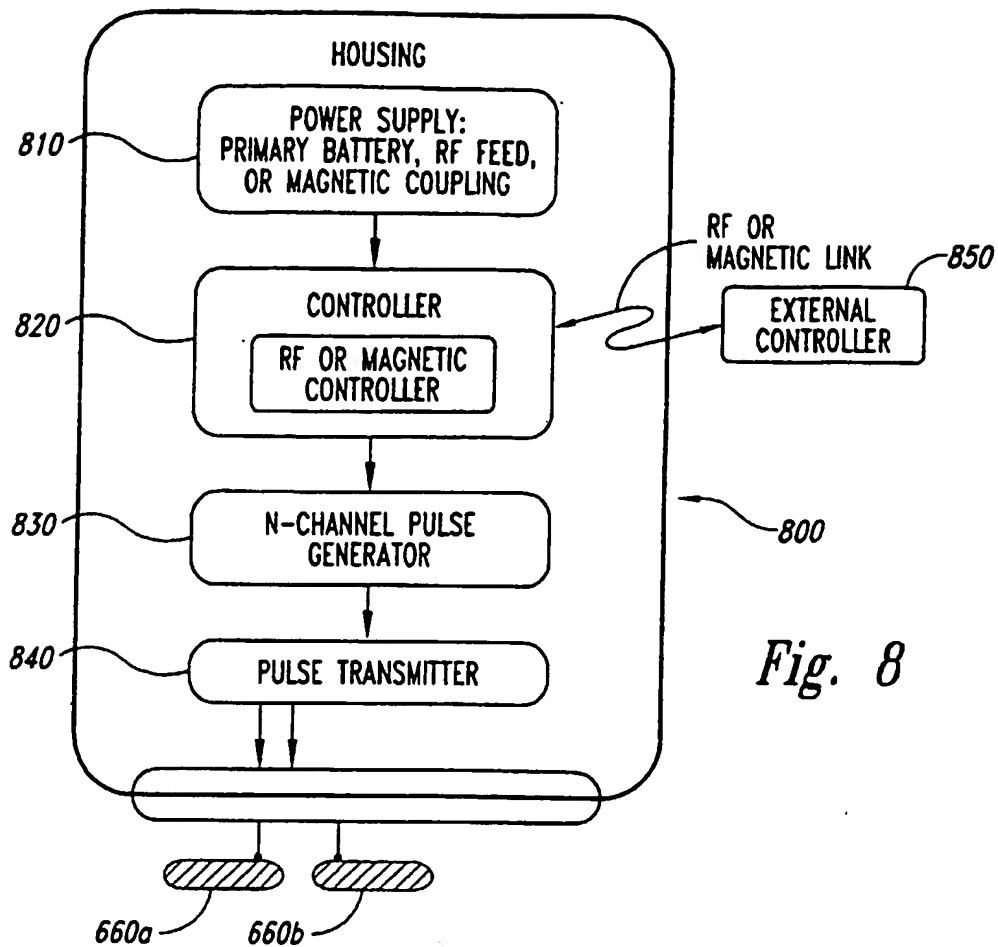 HOUSING
810
POWER SUPPLY:
PRIMARY BATTERY, RF FEED,
OR MAGNETIC COUPLING
RF OR
MAGNETIC LINK
850
820
CONTROLLER
EXTERNAL
CONTROLLER
RF OR MAGNETIC
CONTROLLER
830
N-CHANNEL PULSE
GENERATOR
800
840
PULSE TRANSMITTER
Fig. 8
660a
660b